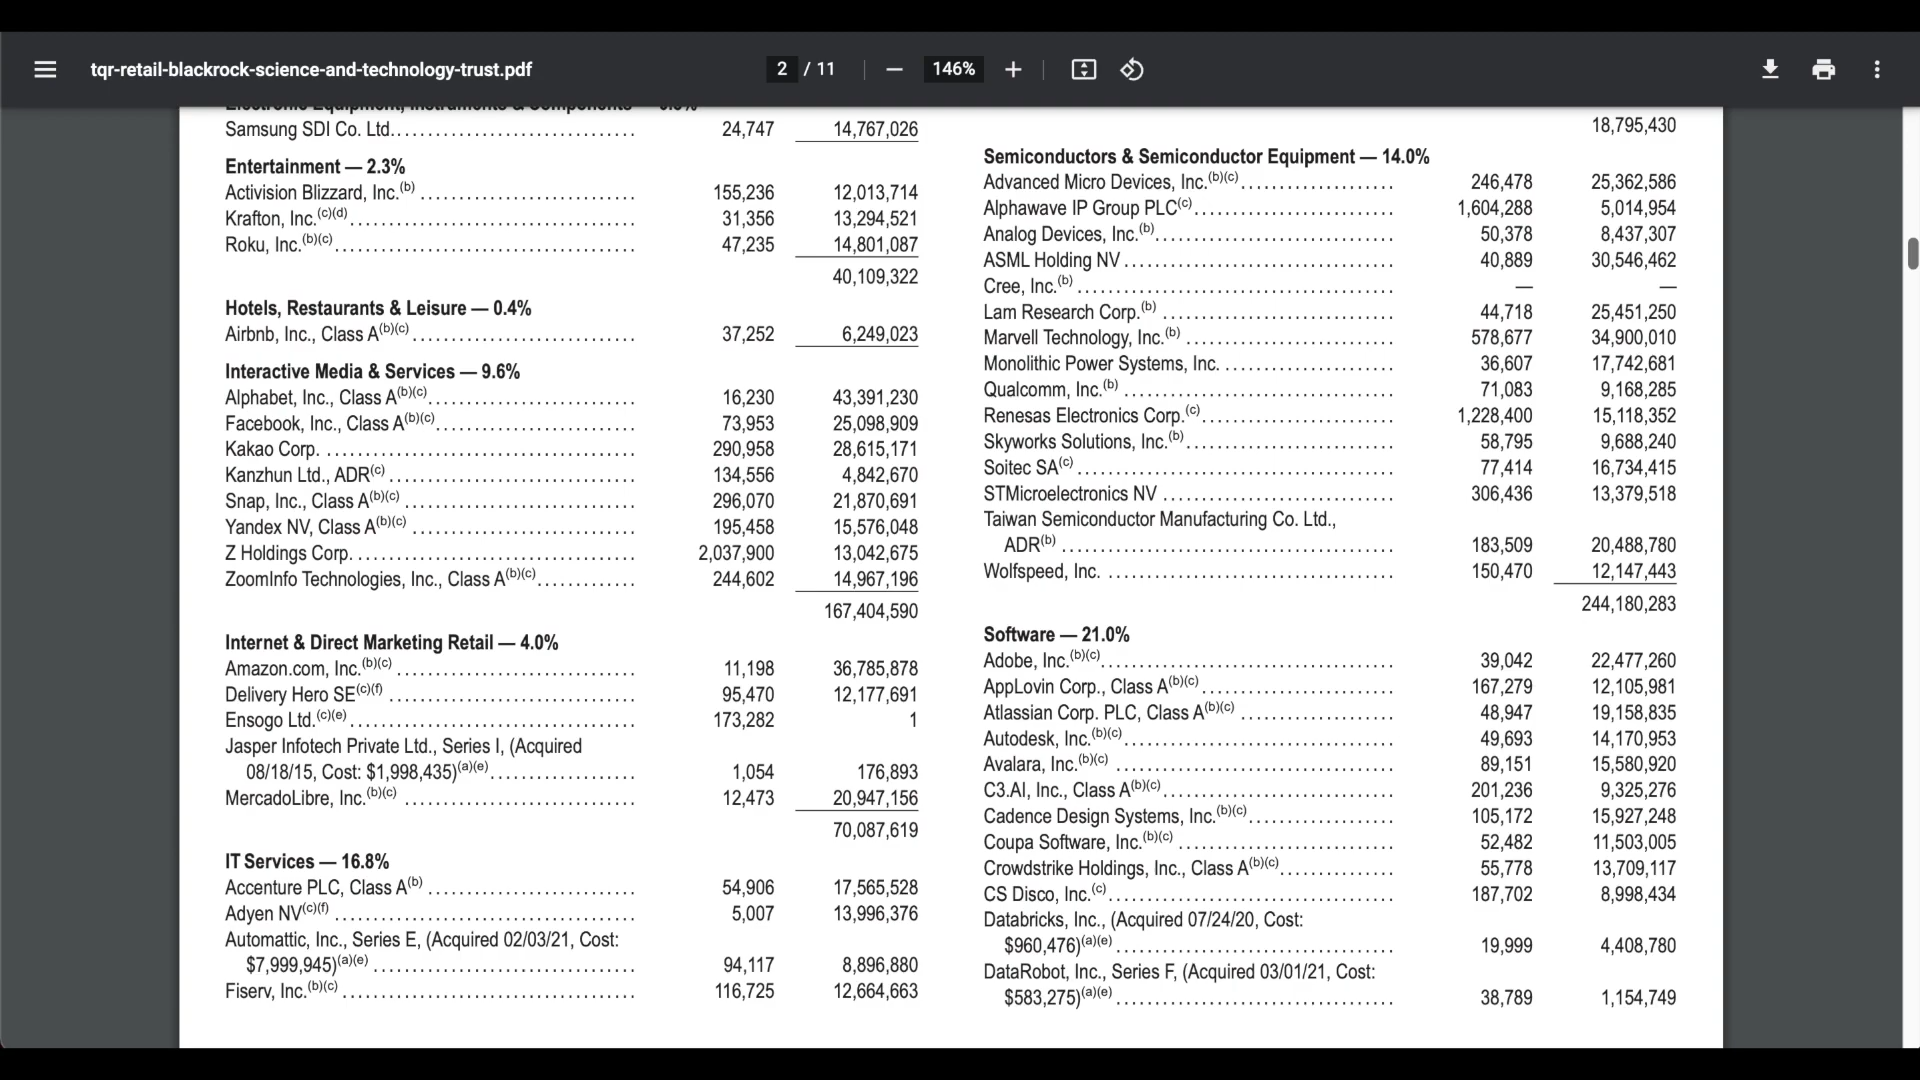 tqr-retail-blackrock-science-and-technology-trust.pdf
2 / 11
146%
Electronic Equipment, Instruments & Components
Samsung SDI Co. Ltd. 24,747 14,767,026
Entertainment — 2.3%
Activision Blizzard, Inc.(b) 155,236 12,013,714
Krafton, Inc.(c)(d) 31,356 13,294,521
Roku, Inc.(b)(c) 47,235 14,801,087
40,109,322
Hotels, Restaurants & Leisure — 0.4%
Airbnb, Inc., Class A(b)(c) 37,252 6,249,023
Interactive Media & Services — 9.6%
Alphabet, Inc., Class A(b)(c) 16,230 43,391,230
Facebook, Inc., Class A(b)(c) 73,953 25,098,909
Kakao Corp. 290,958 28,615,171
Kanzhun Ltd., ADR(c) 134,556 4,842,670
Snap, Inc., Class A(b)(c) 296,070 21,870,691
Yandex NV, Class A(b)(c) 195,458 15,576,048
Z Holdings Corp. 2,037,900 13,042,675
ZoomInfo Technologies, Inc., Class A(b)(c) 244,602 14,967,196
167,404,590
Internet & Direct Marketing Retail — 4.0%
Amazon.com, Inc.(b)(c) 11,198 36,785,878
Delivery Hero SE(c)(f) 95,470 12,177,691
Ensogo Ltd.(c)(e) 173,282 1
Jasper Infotech Private Ltd., Series I, (Acquired
08/18/15, Cost: $1,998,435)(a)(e) 1,054 176,893
MercadoLibre, Inc.(b)(c) 12,473 20,947,156
70,087,619
IT Services — 16.8%
Accenture PLC, Class A(b) 54,906 17,565,528
Adyen NV(c)(f) 5,007 13,996,376
Automattic, Inc., Series E, (Acquired 02/03/21, Cost:
$7,999,945)(a)(e) 94,117 8,896,880
Fiserv, Inc.(b)(c) 116,725 12,664,663
18,795,430
Semiconductors & Semiconductor Equipment — 14.0%
Advanced Micro Devices, Inc.(b)(c) 246,478 25,362,586
Alphawave IP Group PLC(c) 1,604,288 5,014,954
Analog Devices, Inc.(b) 50,378 8,437,307
ASML Holding NV 40,889 30,546,462
Cree, Inc.(b) — —
Lam Research Corp.(b) 44,718 25,451,250
Marvell Technology, Inc.(b) 578,677 34,900,010
Monolithic Power Systems, Inc. 36,607 17,742,681
Qualcomm, Inc.(b) 71,083 9,168,285
Renesas Electronics Corp.(c) 1,228,400 15,118,352
Skyworks Solutions, Inc.(b) 58,795 9,688,240
Soitec SA(c) 77,414 16,734,415
STMicroelectronics NV 306,436 13,379,518
Taiwan Semiconductor Manufacturing Co. Ltd.,
ADR(b) 183,509 20,488,780
Wolfspeed, Inc. 150,470 12,147,443
244,180,283
Software — 21.0%
Adobe, Inc.(b)(c) 39,042 22,477,260
AppLovin Corp., Class A(b)(c) 167,279 12,105,981
Atlassian Corp. PLC, Class A(b)(c) 48,947 19,158,835
Autodesk, Inc.(b)(c) 49,693 14,170,953
Avalara, Inc.(b)(c) 89,151 15,580,920
C3.AI, Inc., Class A(b)(c) 201,236 9,325,276
Cadence Design Systems, Inc.(b)(c) 105,172 15,927,248
Coupa Software, Inc.(b)(c) 52,482 11,503,005
Crowdstrike Holdings, Inc., Class A(b)(c) 55,778 13,709,117
CS Disco, Inc.(c) 187,702 8,998,434
Databricks, Inc., (Acquired 07/24/20, Cost:
$960,476)(a)(e) 19,999 4,408,780
DataRobot, Inc., Series F, (Acquired 03/01/21, Cost:
$583,275)(a)(e) 38,789 1,154,749